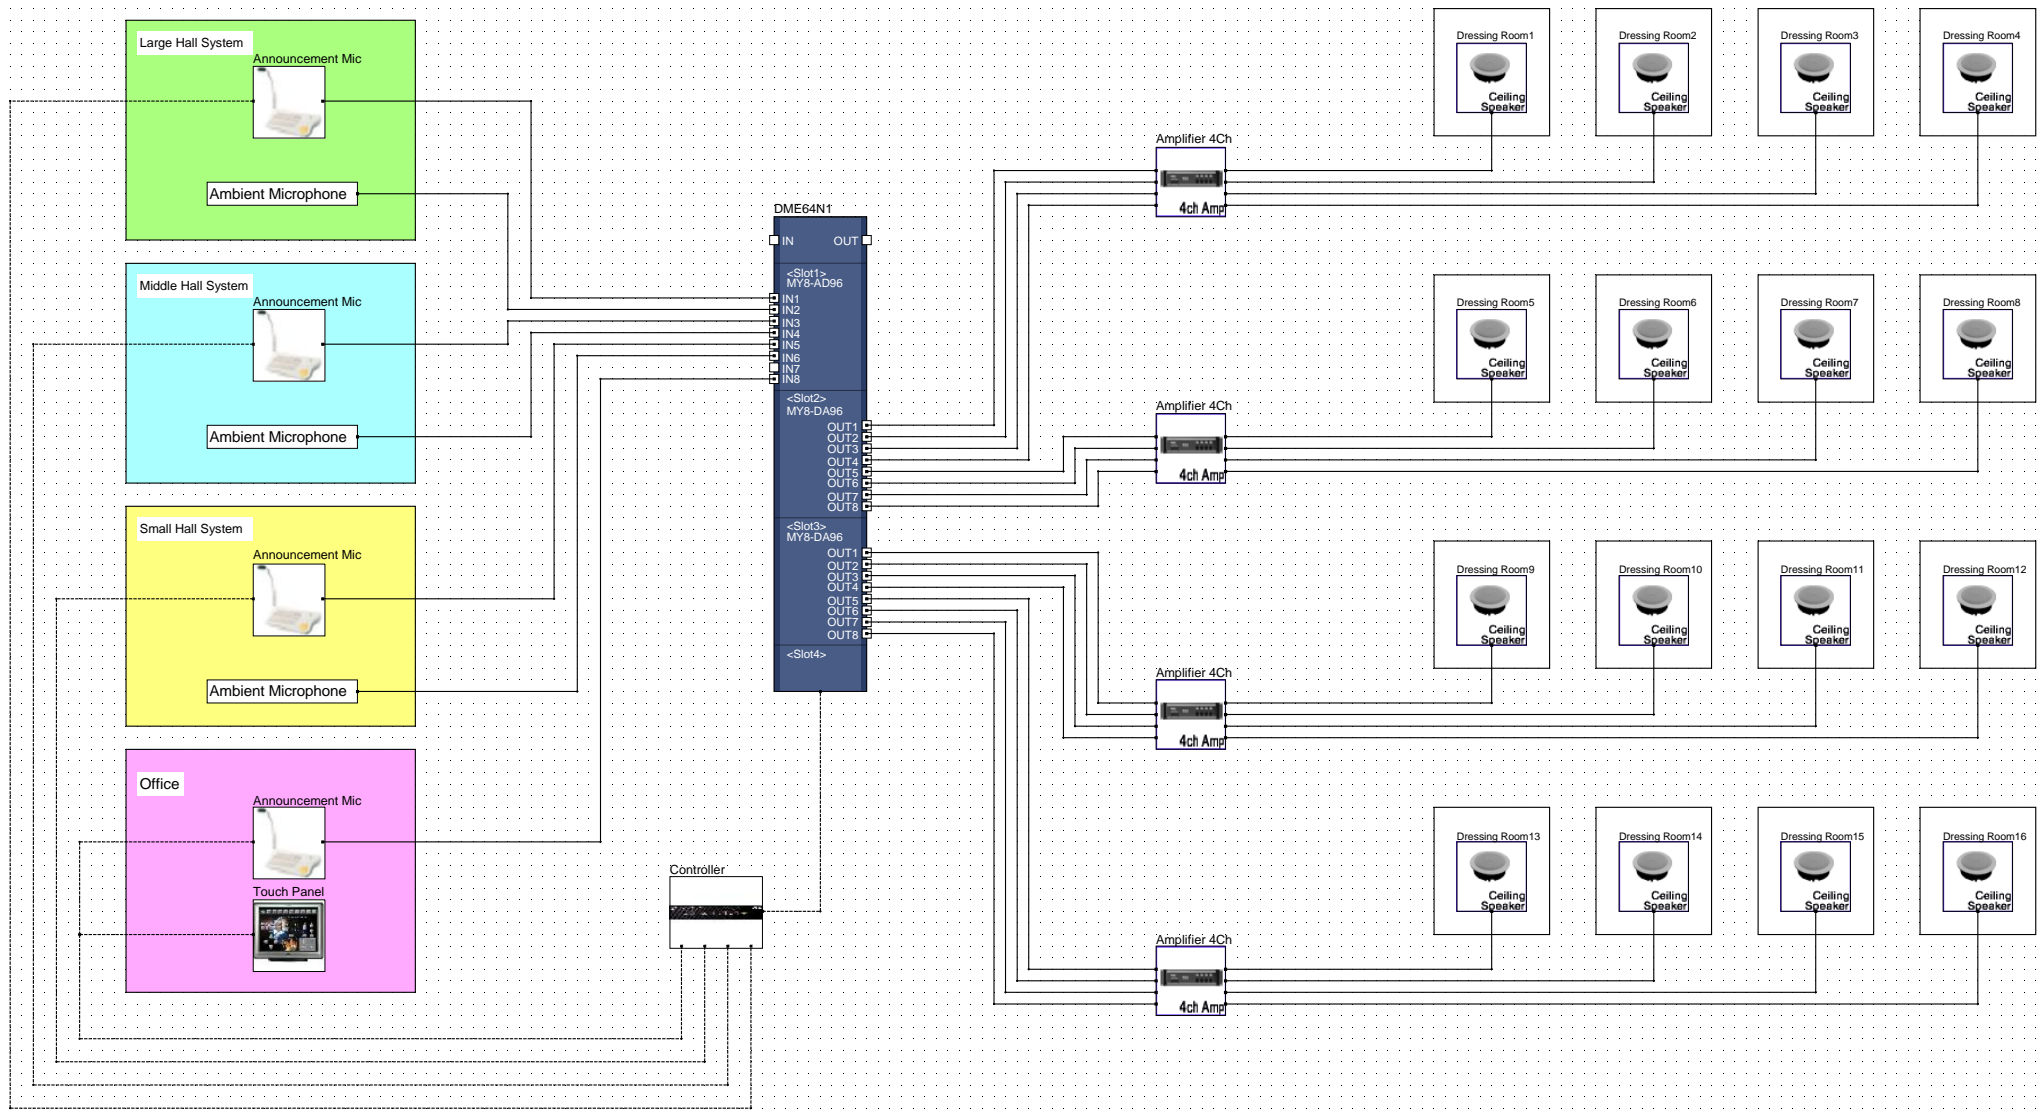 Large Hall System
Announcement Mic
Ambient Microphone
Middle Hall System
Announcement Mic
Ambient Microphone
Small Hall System
Announcement Mic
Ambient Microphone
Office
Announcement Mic
Touch Panel
Controller
DME64N1
IN OUT
<Slot1>
MY8-AD96
IN1
IN2
IN3
IN4
IN5
IN6
IN7
IN8
<Slot2>
MY8-DA96
OUT1
OUT2
OUT3
OUT4
OUT5
OUT6
OUT7
OUT8
<Slot3>
MY8-DA96
OUT1
OUT2
OUT3
OUT4
OUT5
OUT6
OUT7
OUT8
<Slot4>
Amplifier 4Ch
4ch Amp
Amplifier 4Ch
4ch Amp
Amplifier 4Ch
4ch Amp
Amplifier 4Ch
4ch Amp
Dressing Room1
Ceiling
Speaker
Dressing Room2
Ceiling
Speaker
Dressing Room3
Ceiling
Speaker
Dressing Room4
Ceiling
Speaker
Dressing Room5
Ceiling
Speaker
Dressing Room6
Ceiling
Speaker
Dressing Room7
Ceiling
Speaker
Dressing Room8
Ceiling
Speaker
Dressing Room9
Ceiling
Speaker
Dressing Room10
Ceiling
Speaker
Dressing Room11
Ceiling
Speaker
Dressing Room12
Ceiling
Speaker
Dressing Room13
Ceiling
Speaker
Dressing Room14
Ceiling
Speaker
Dressing Room15
Ceiling
Speaker
Dressing Room16
Ceiling
Speaker